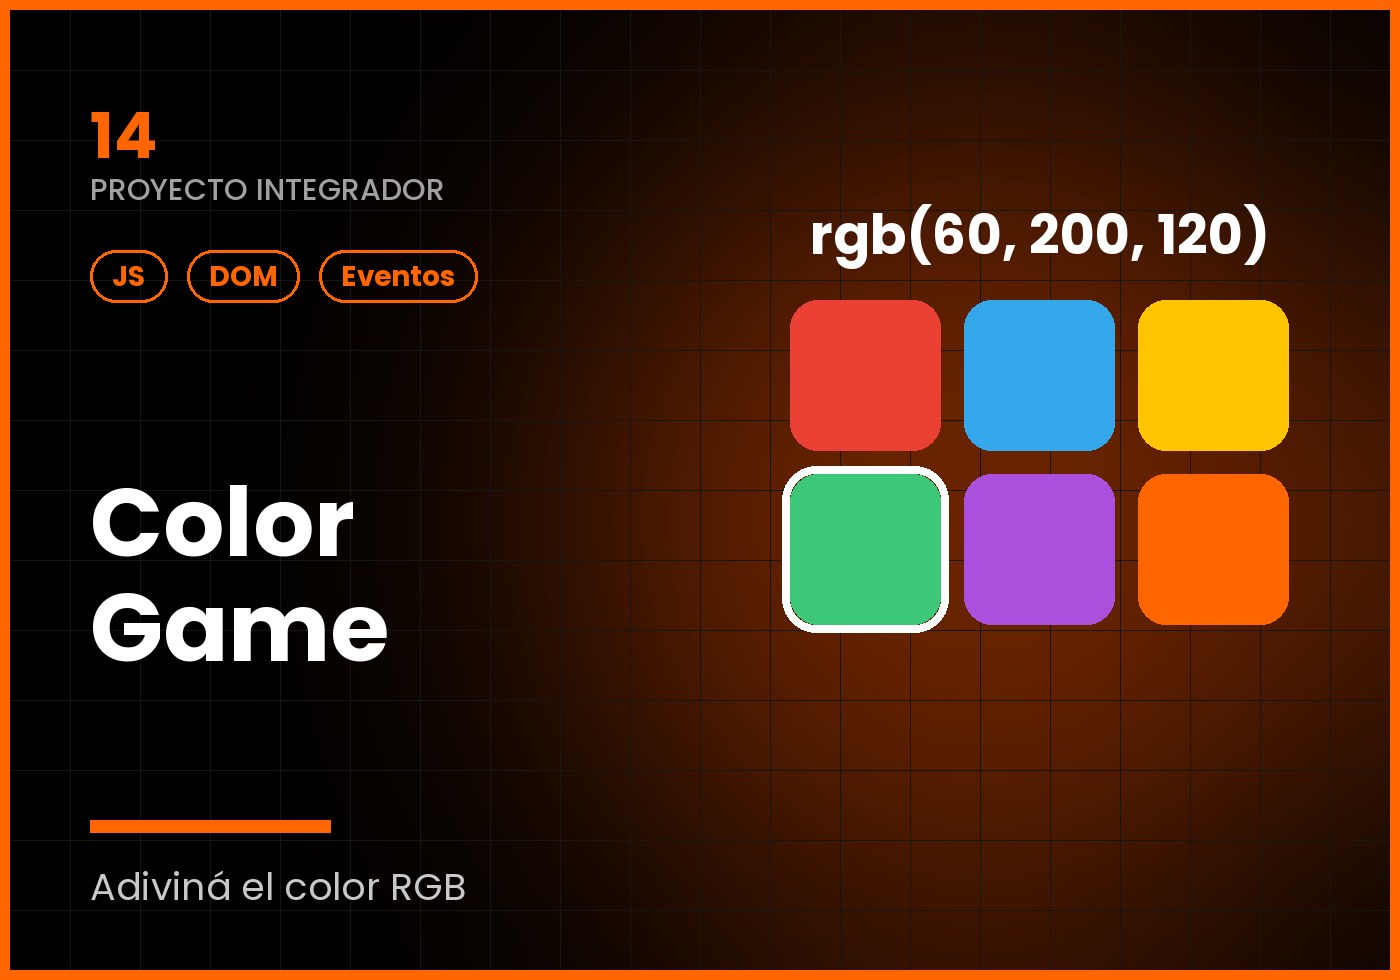 14
PROYECTO INTEGRADOR
JS DOM Eventos
rgb(60, 200, 120)
Color
Game
Adiviná el color RGB